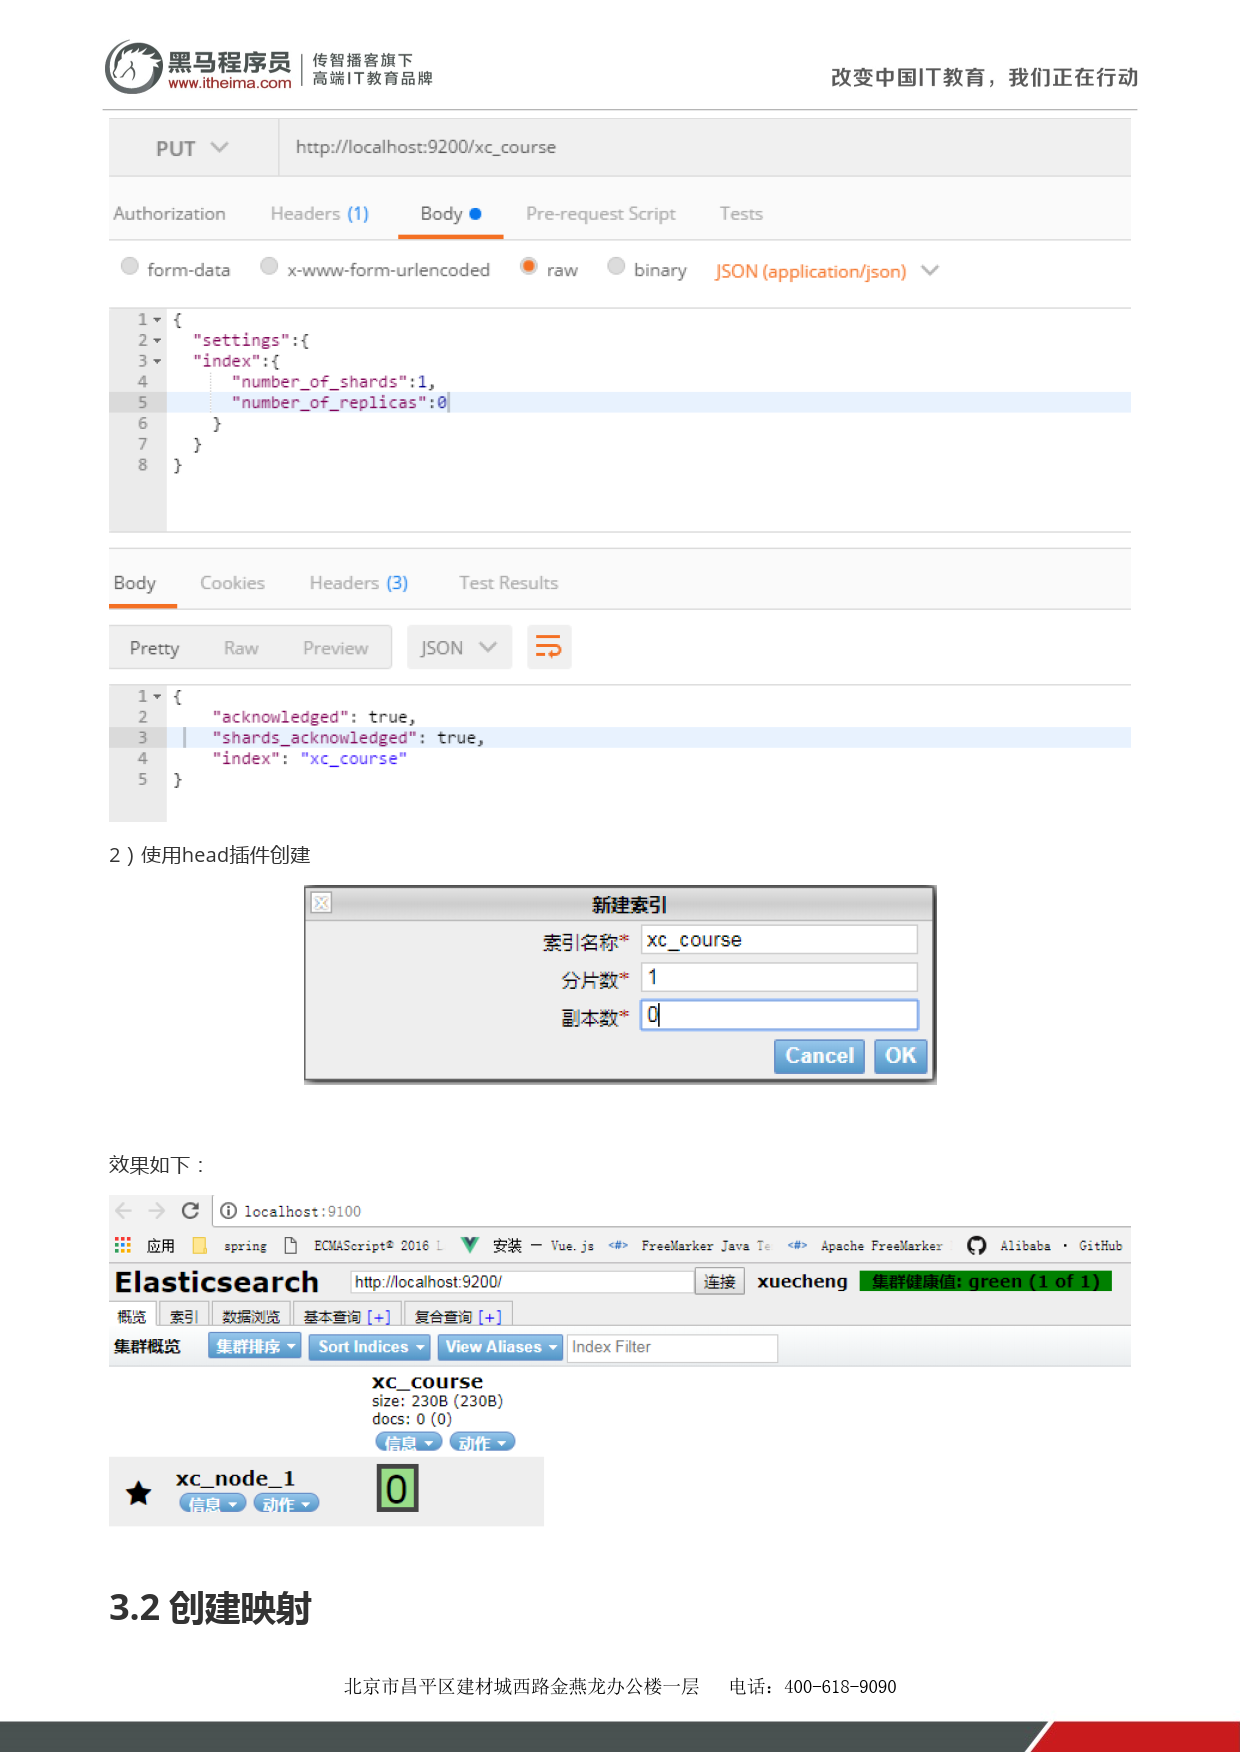 黑马程序员
www.itheima.com
传智播客旗下
高端IT教育品牌
改变中国IT教育，我们正在行动
PUT http://localhost:9200/xc_course
Authorization Headers (1) Body Pre-request Script Tests
form-data x-www-form-urlencoded raw binary JSON (application/json)
1 {
2 "settings":{
3 "index":{
4 "number_of_shards":1,
5 "number_of_replicas":0
6 }
7 }
8 }
Body Cookies Headers (3) Test Results
Pretty Raw Preview JSON
1 {
2 "acknowledged": true,
3 "shards_acknowledged": true,
4 "index": "xc_course"
5 }
2）使用head插件创建
新建索引
索引名称* xc_course
分片数* 1
副本数* 0
Cancel OK
效果如下：
localhost:9100
应用 spring ECMAScript® 2016 L 安装 — Vue.js <#> FreeMarker Java Te <#> Apache FreeMarker Alibaba · GitHub
Elasticsearch http://localhost:9200/ 连接 xuecheng 集群健康值: green (1 of 1)
概览 索引 数据浏览 基本查询 [+] 复合查询 [+]
集群概览 集群排序 Sort Indices View Aliases Index Filter
xc_course
size: 230B (230B)
docs: 0 (0)
信息 动作
xc_node_1 0
信息 动作
3.2 创建映射
北京市昌平区建材城西路金燕龙办公楼一层 电话：400-618-9090